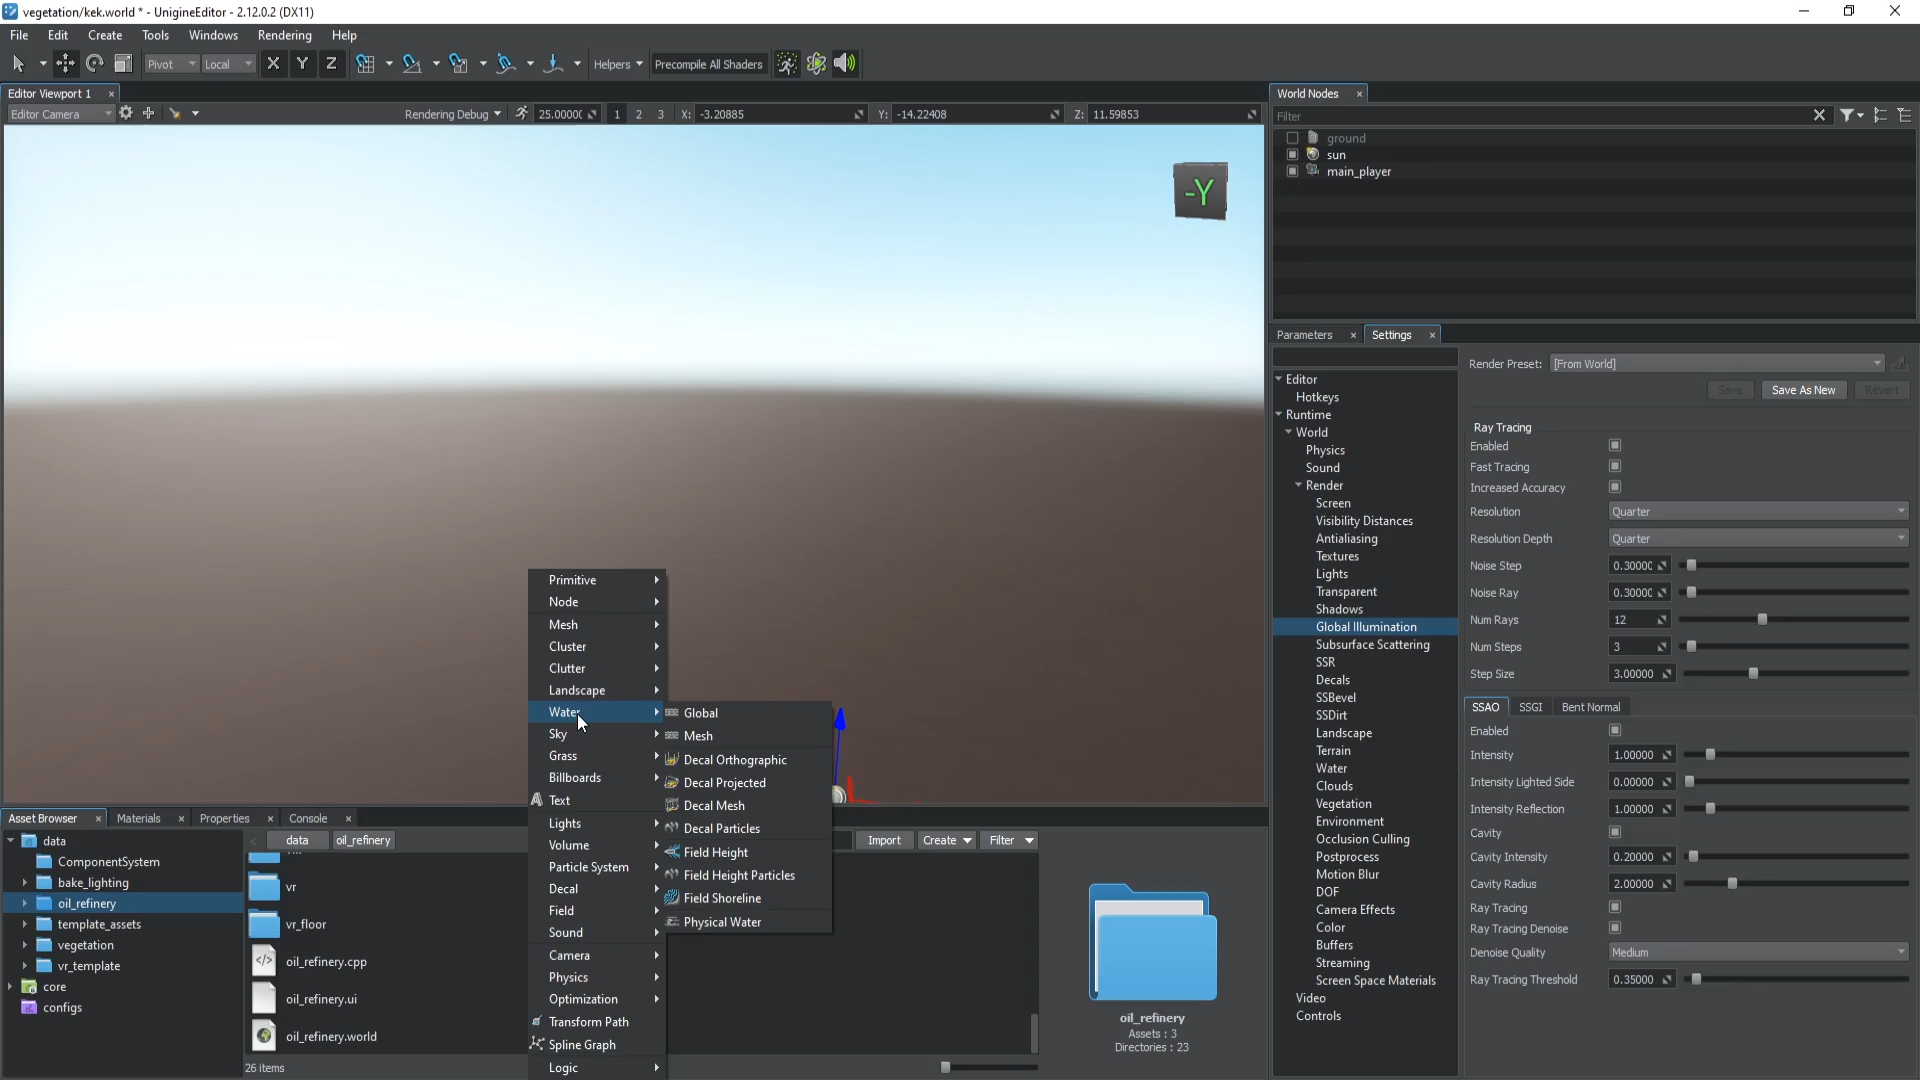 vegetation/kek.world * - UnigineEditor - 2.12.0.2 (DX11)
File Edit Create Tools Windows Rendering Help
Pivot Local X Y Z Helpers Precompile All Shaders
Editor Viewport 1
Editor Camera Rendering Debug 25.0000( 1 2 3 X: -3.20885 Y: -14.22408 Z: 11.59853
-Y
World Nodes
Filter
ground
sun
main_player
Parameters Settings
Editor
Hotkeys
Runtime
World
Physics
Sound
Render
Screen
Visibility Distances
Antialiasing
Textures
Lights
Transparent
Shadows
Global Illumination
Subsurface Scattering
SSR
Decals
SSBevel
SSDirt
Landscape
Terrain
Water
Clouds
Vegetation
Environment
Occlusion Culling
Postprocess
Motion Blur
DOF
Camera Effects
Color
Buffers
Streaming
Screen Space Materials
Video
Controls
Render Preset: [From World]
Save Save As New Revert
Ray Tracing
Enabled
Fast Tracing
Increased Accuracy
Resolution Quarter
Resolution Depth Quarter
Noise Step 0.3000(
Noise Ray 0.3000(
Num Rays 12
Num Steps 3
Step Size 3.00000
SSAO SSGI Bent Normal
Enabled
Intensity 1.00000
Intensity Lighted Side 0.00000
Intensity Reflection 1.00000
Cavity
Cavity Intensity 0.20000
Cavity Radius 2.00000
Ray Tracing
Ray Tracing Denoise
Denoise Quality Medium
Ray Tracing Threshold 0.35000
Primitive
Node
Mesh
Cluster
Clutter
Landscape
Water
Sky
Grass
Billboards
Text
Lights
Volume
Particle System
Decal
Field
Sound
Camera
Physics
Optimization
Transform Path
Spline Graph
Logic
Global
Mesh
Decal Orthographic
Decal Projected
Decal Mesh
Decal Particles
Field Height
Field Height Particles
Field Shoreline
Physical Water
Asset Browser Materials Properties Console
data
ComponentSystem
bake_lighting
oil_refinery
template_assets
vegetation
vr_template
core
configs
data oil_refinery Import Create Filter
vr
vr_floor
oil_refinery.cpp
oil_refinery.ui
oil_refinery.world
26 items
oil_refinery
Assets : 3
Directories : 23